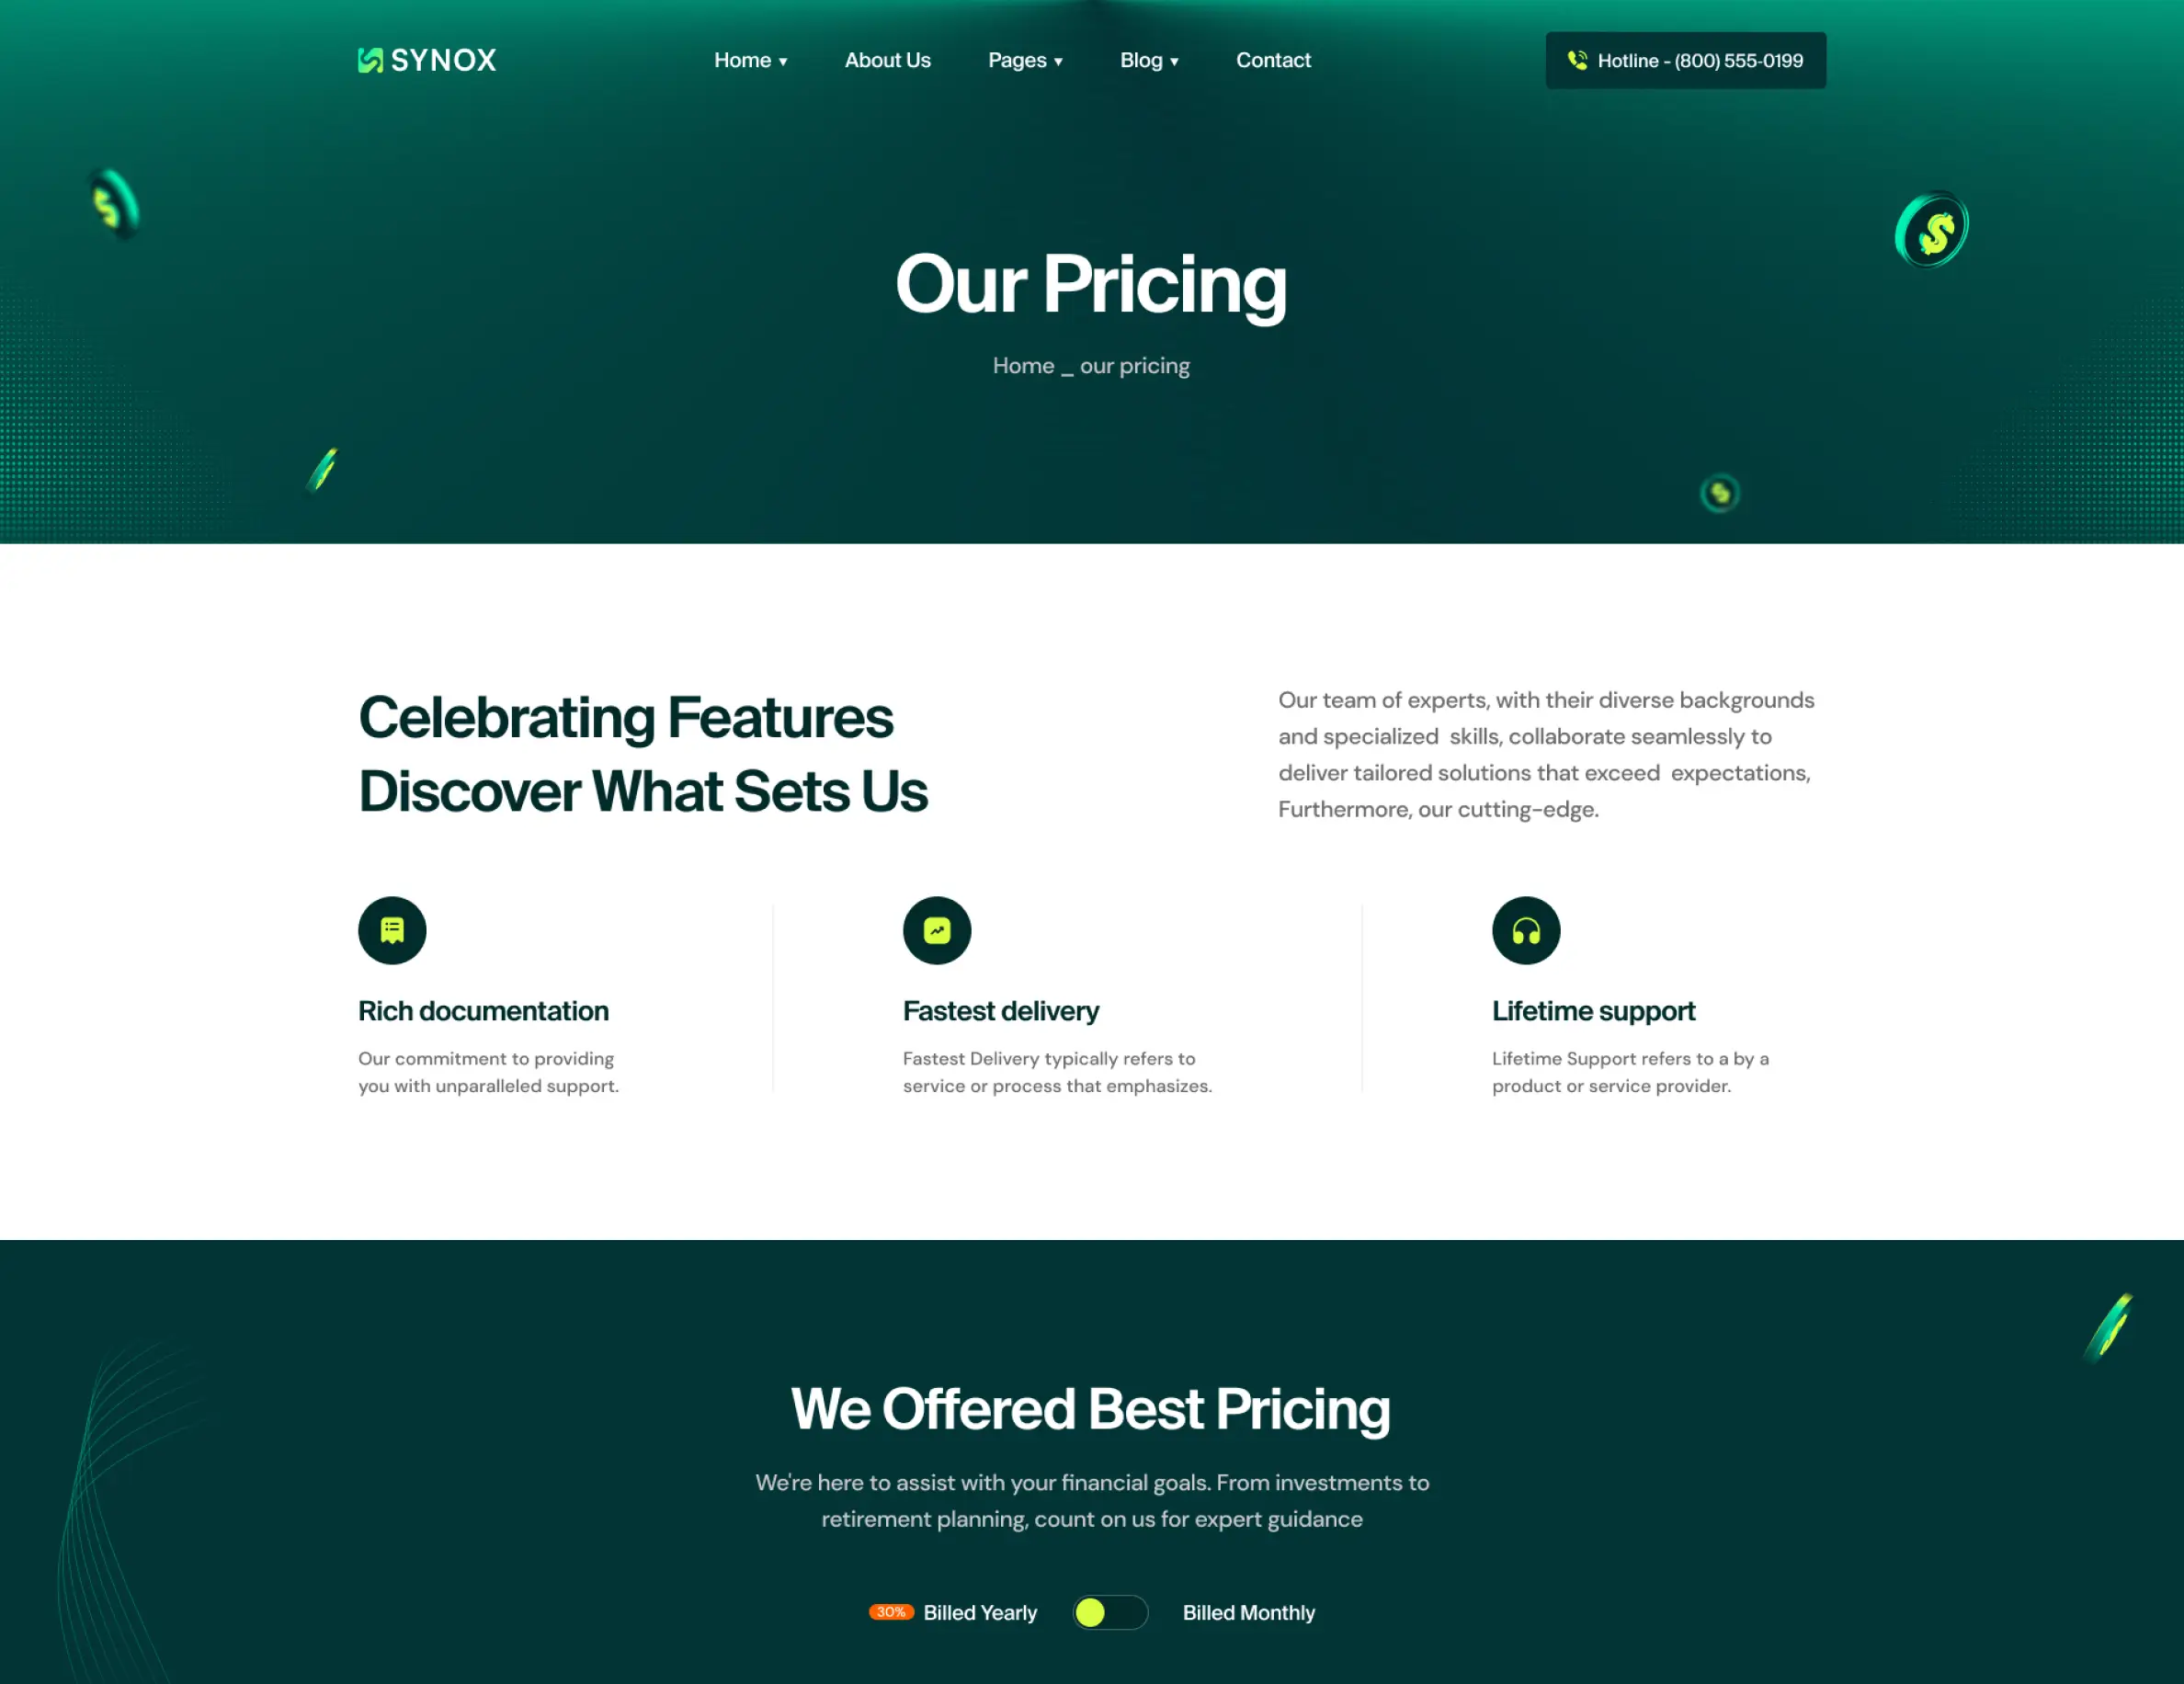 SYNOX
Home ▾ About Us Pages ▾ Blog ▾ Contact
Hotline - (800) 555-0199
Our Pricing
Home _ our pricing
Celebrating Features
Discover What Sets Us
Our team of experts, with their diverse backgrounds
and specialized skills, collaborate seamlessly to
deliver tailored solutions that exceed expectations,
Furthermore, our cutting-edge.
Rich documentation
Our commitment to providing
you with unparalleled support.
Fastest delivery
Fastest Delivery typically refers to
service or process that emphasizes.
Lifetime support
Lifetime Support refers to a by a
product or service provider.
We Offered Best Pricing
We're here to assist with your financial goals. From investments to
retirement planning, count on us for expert guidance
30% Billed Yearly Billed Monthly